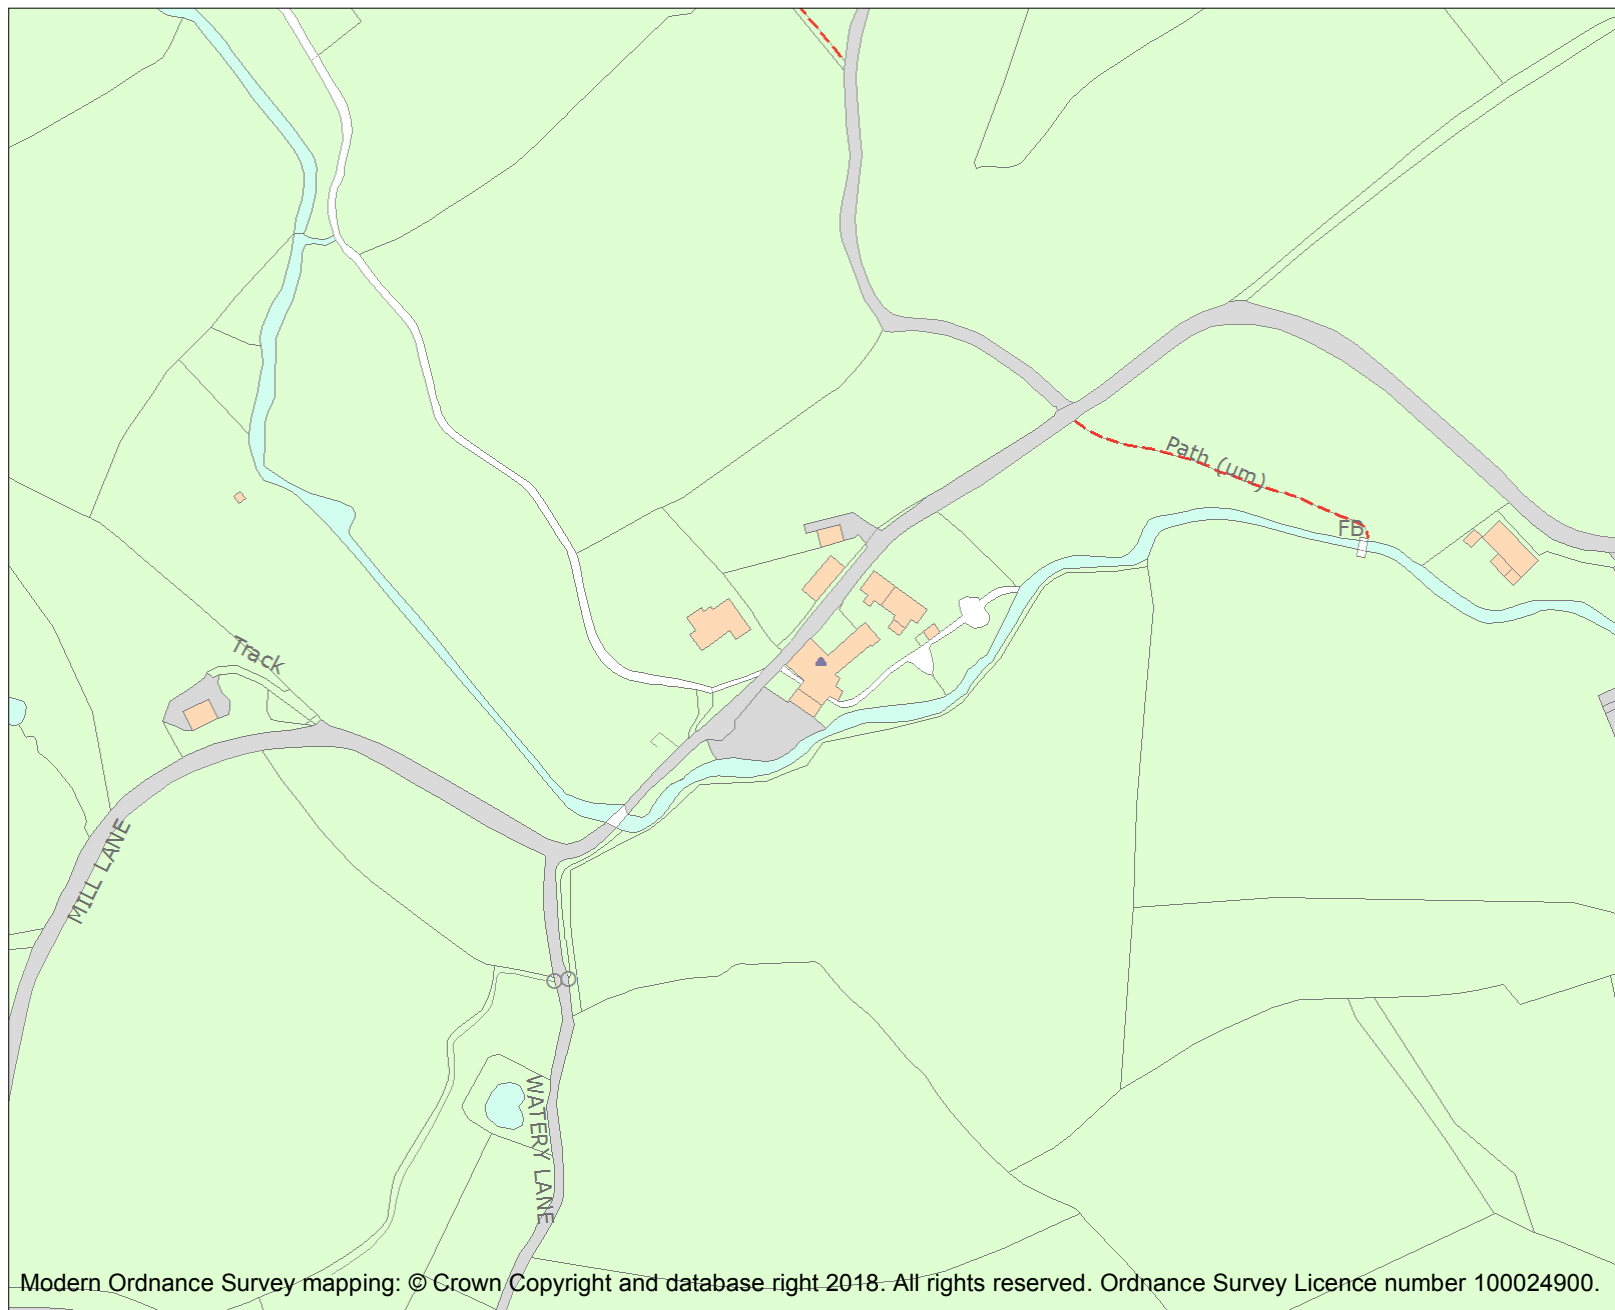 Path (um)
FB
Track
MILL LANE
WATERY LANE
Modern Ordnance Survey mapping: © Crown Copyright and database right 2018. All rights reserved. Ordnance Survey Licence number 100024900.